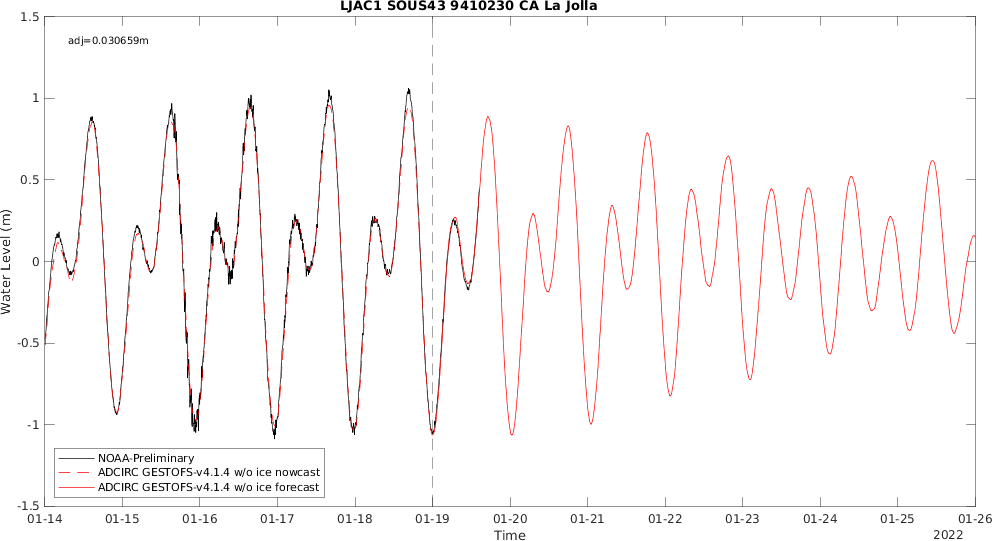 LJAC1 SOUS43 9410230 CA La Jolla
adj=0.030659m
1.5
1
0.5
0
-0.5
-1
-1.5
Water Level (m)
NOAA-Preliminary
ADCIRC GESTOFS-v4.1.4 w/o ice nowcast
ADCIRC GESTOFS-v4.1.4 w/o ice forecast
01-14 01-15 01-16 01-17 01-18 01-19 01-20 01-21 01-22 01-23 01-24 01-25 01-26
Time
2022